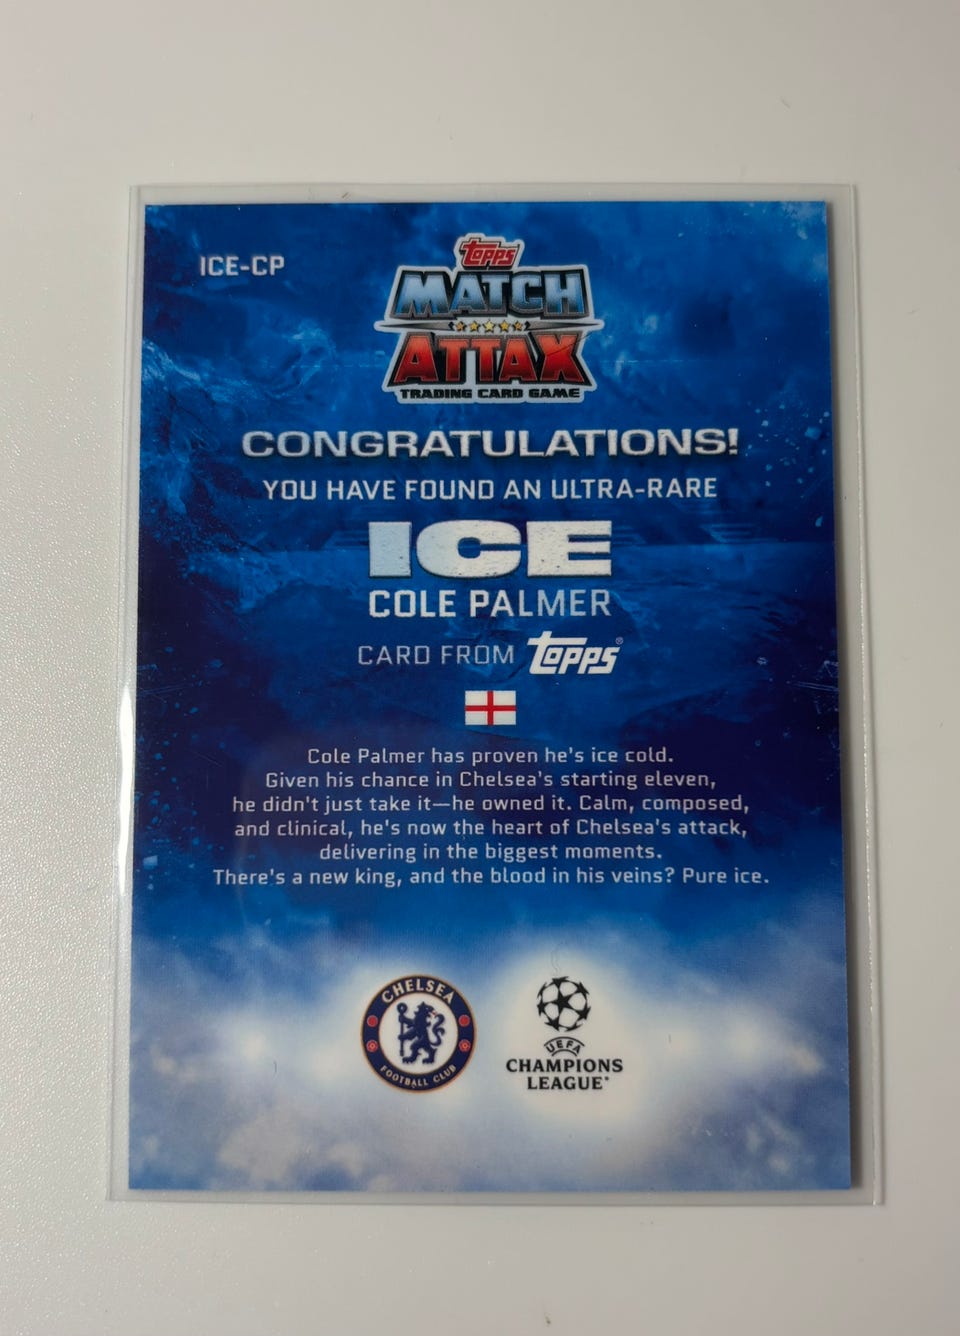 ICE-CP
Topps
MATCH
ATTAX
TRADING CARD GAME
CONGRATULATIONS!
YOU HAVE FOUND AN ULTRA-RARE
ICE
COLE PALMER
CARD FROM Topps®
Cole Palmer has proven he's ice cold.
Given his chance in Chelsea's starting eleven,
he didn't just take it—he owned it. Calm, composed,
and clinical, he's now the heart of Chelsea's attack,
delivering in the biggest moments.
There's a new king, and the blood in his veins? Pure ice.
CHELSEA
FOOTBALL CLUB
UEFA
CHAMPIONS
LEAGUE®